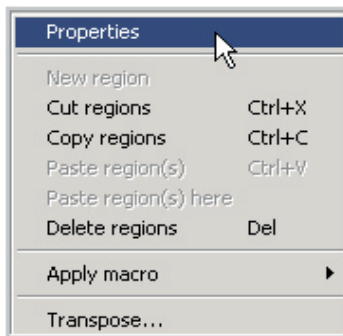 Properties
New region
Cut regions Ctrl+X
Copy regions Ctrl+C
Paste region(s) Ctrl+V
Paste region(s) here
Delete regions Del
Apply macro
Transpose...